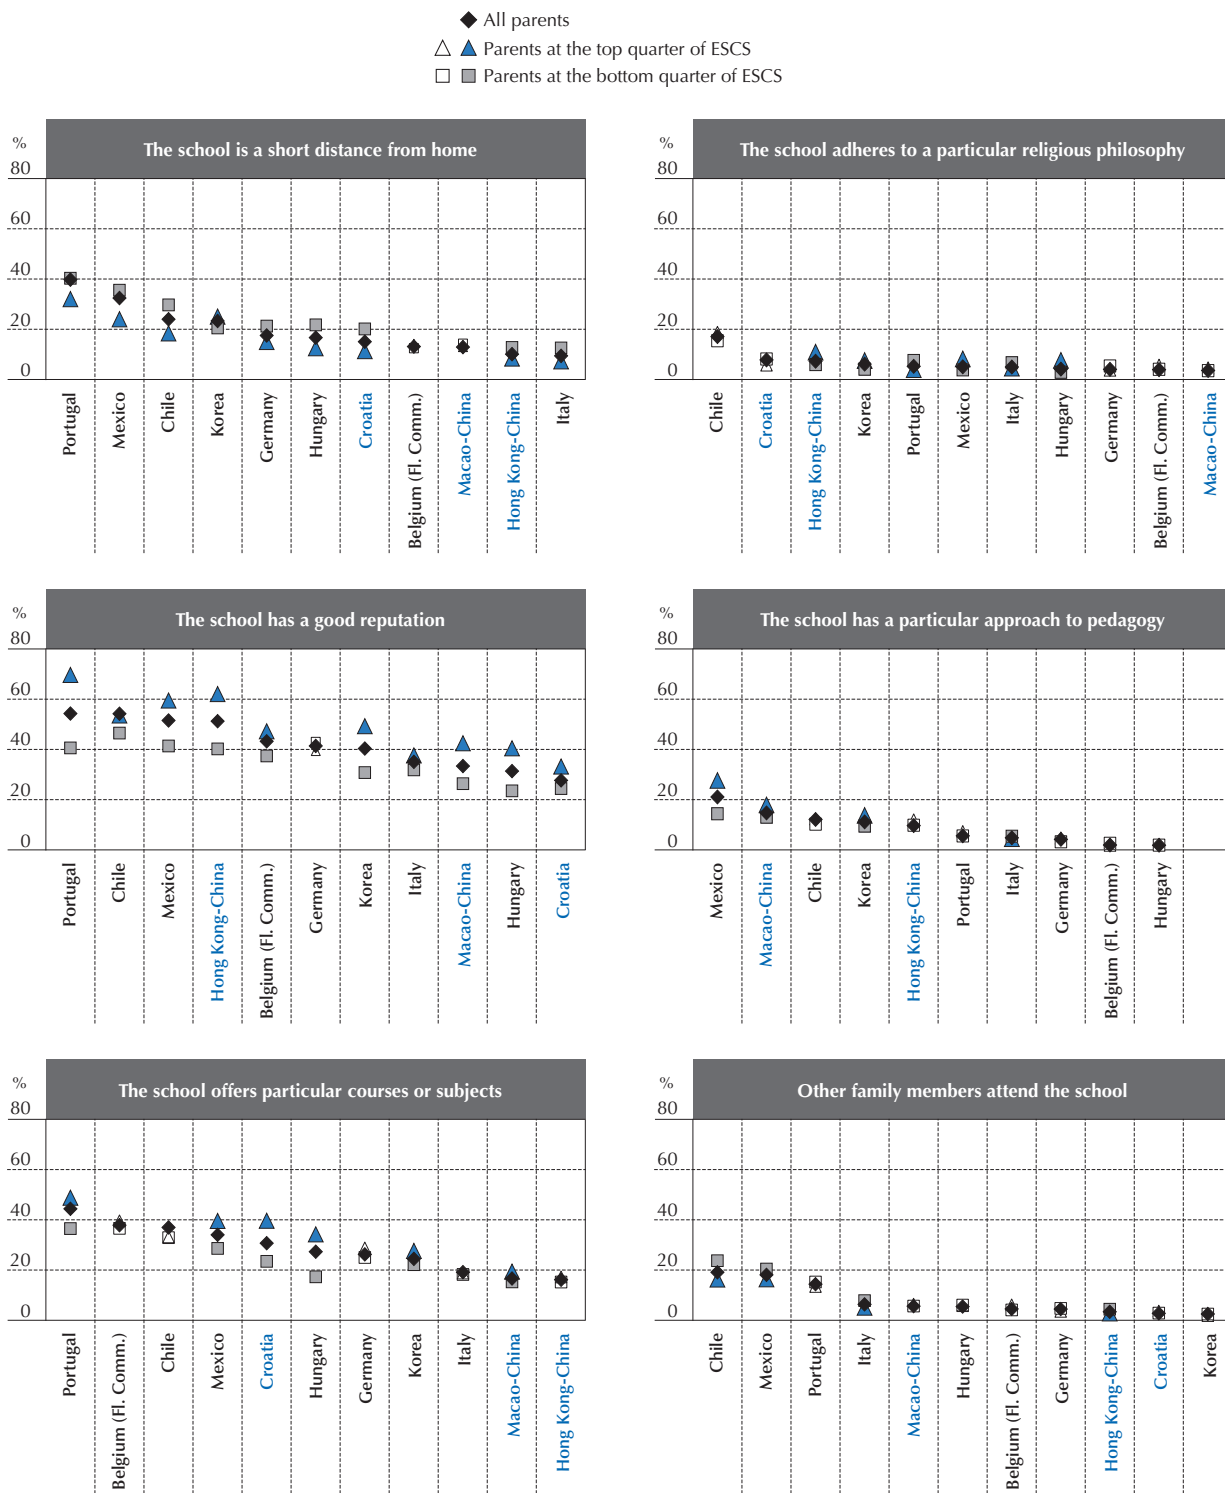 All parents
Parents at the top quarter of ESCS
Parents at the bottom quarter of ESCS
The school is a short distance from home
%
80
60
40
20
0
Portugal
Mexico
Chile
Korea
Germany
Hungary
Croatia
Belgium (Fl. Comm.)
Macao-China
Hong Kong-China
Italy
The school adheres to a particular religious philosophy
%
80
60
40
20
0
Chile
Croatia
Hong Kong-China
Korea
Portugal
Mexico
Italy
Hungary
Germany
Belgium (Fl. Comm.)
Macao-China
The school has a good reputation
%
80
60
40
20
0
Portugal
Chile
Mexico
Hong Kong-China
Belgium (Fl. Comm.)
Germany
Korea
Italy
Macao-China
Hungary
Croatia
The school has a particular approach to pedagogy
%
80
60
40
20
0
Mexico
Macao-China
Chile
Korea
Hong Kong-China
Portugal
Italy
Germany
Belgium (Fl. Comm.)
Hungary
The school offers particular courses or subjects
%
80
60
40
20
0
Portugal
Belgium (Fl. Comm.)
Chile
Mexico
Croatia
Hungary
Germany
Korea
Italy
Macao-China
Hong Kong-China
Other family members attend the school
%
80
60
40
20
0
Chile
Mexico
Portugal
Italy
Macao-China
Hungary
Belgium (Fl. Comm.)
Germany
Hong Kong-China
Croatia
Korea